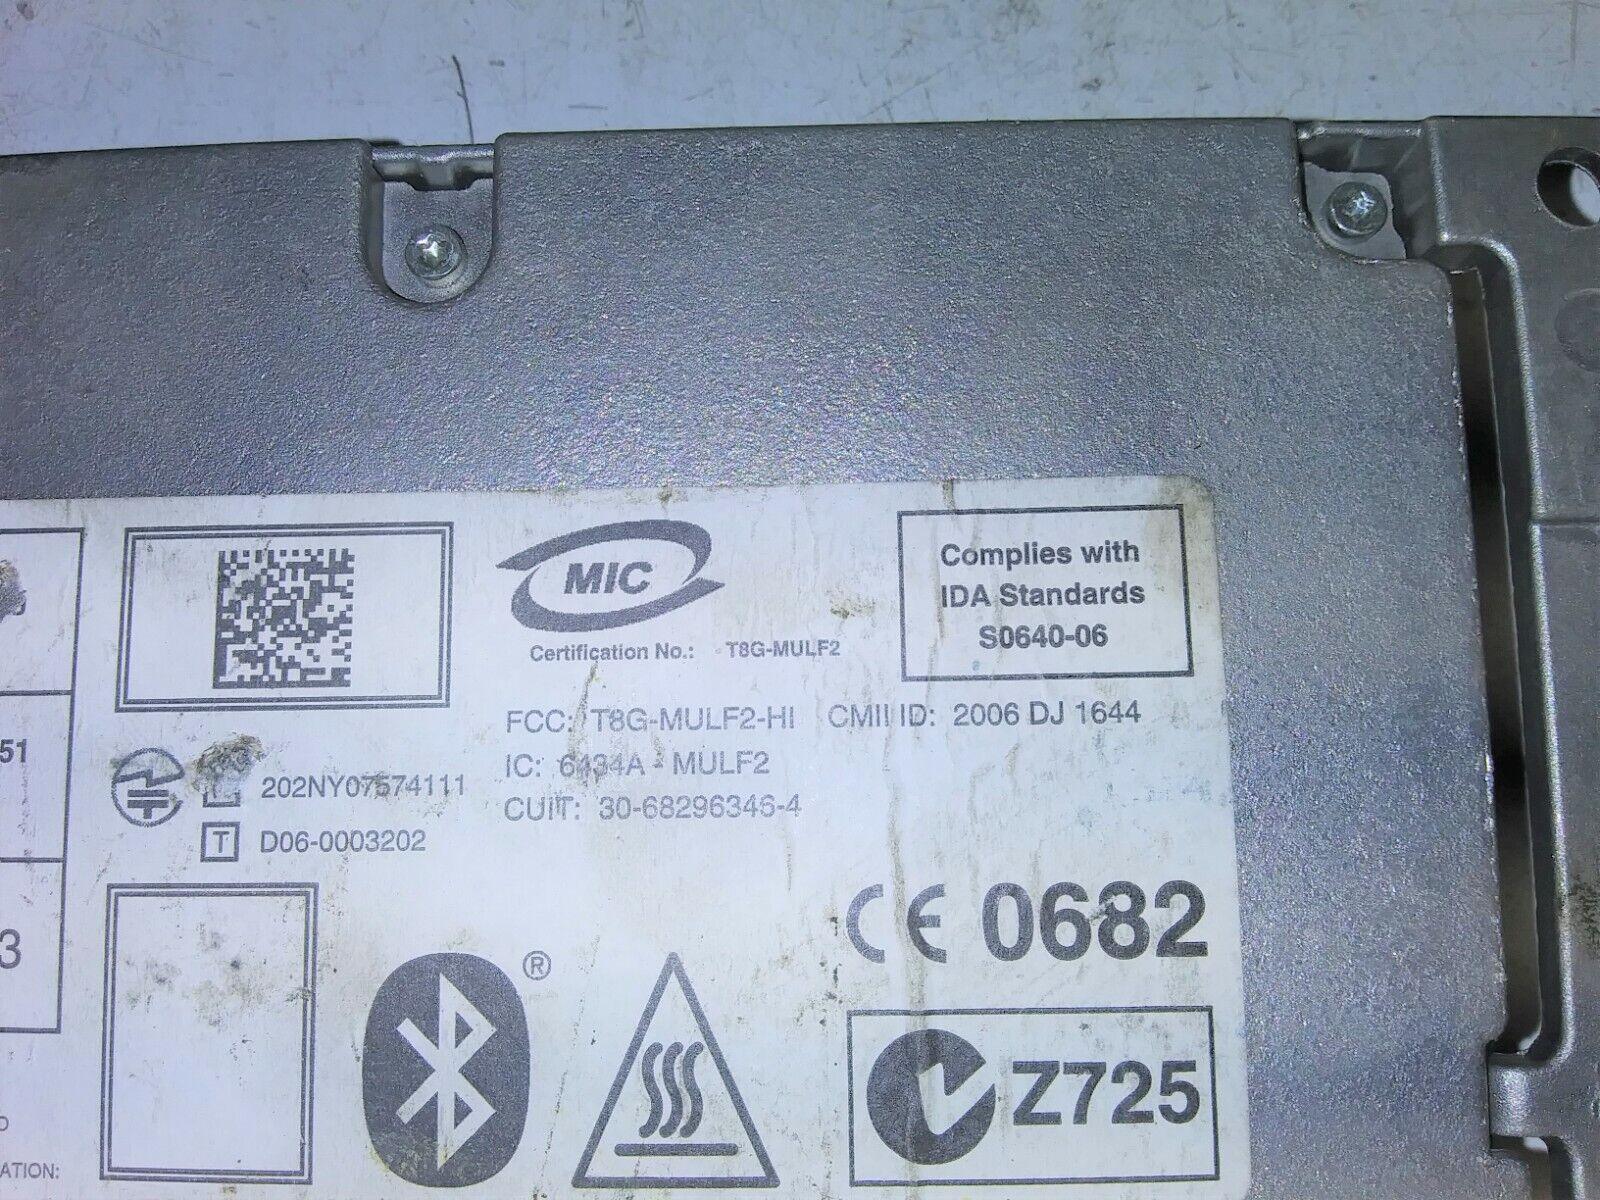 MIC
Certification No.: T8G-MULF2
Complies with
IDA Standards
S0640-06
FCC: T8G-MULF2-HI CMII ID: 2006 DJ 1644
IC: 6434A - MULF2
CUIT: 30-68296346-4
202NY07574111
T D06-0003202
51
3
CE 0682
®
Z725
ATION: